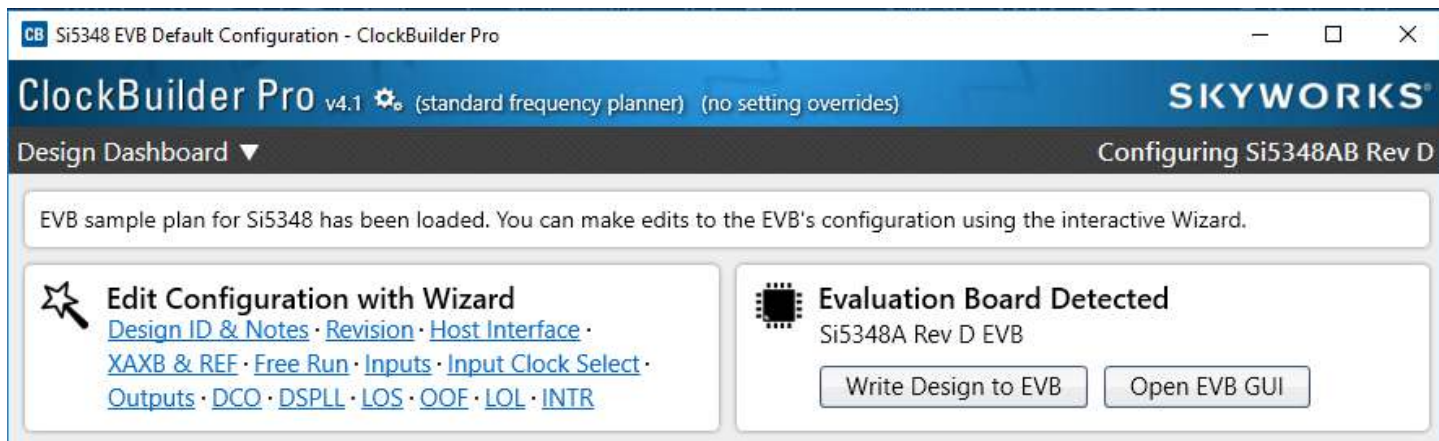 CB Si5348 EVB Default Configuration - ClockBuilder Pro
ClockBuilder Pro v4.1 (standard frequency planner) (no setting overrides) SKYWORKS®
Design Dashboard ▼ Configuring Si5348AB Rev D
EVB sample plan for Si5348 has been loaded. You can make edits to the EVB's configuration using the interactive Wizard.
Edit Configuration with Wizard
Design ID & Notes · Revision · Host Interface ·
XAXB & REF · Free Run · Inputs · Input Clock Select ·
Outputs · DCO · DSPLL · LOS · OOF · LOL · INTR
Evaluation Board Detected
Si5348A Rev D EVB
Write Design to EVB Open EVB GUI